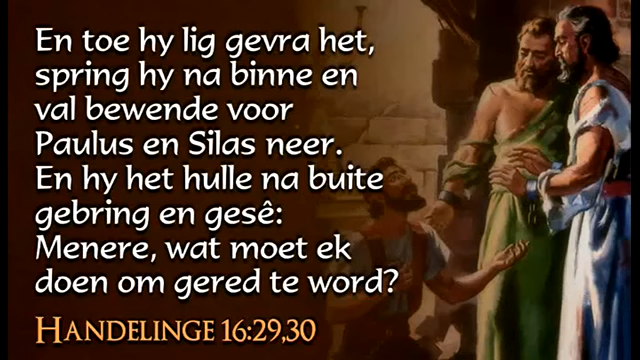 En toe hy lig gevra het,
spring hy na binne en
val bewende voor
Paulus en Silas neer.
En hy het hulle na buite
gebring en gesê:
Menere, wat moet ek
doen om gered te word?
HANDELINGE 16:29,30